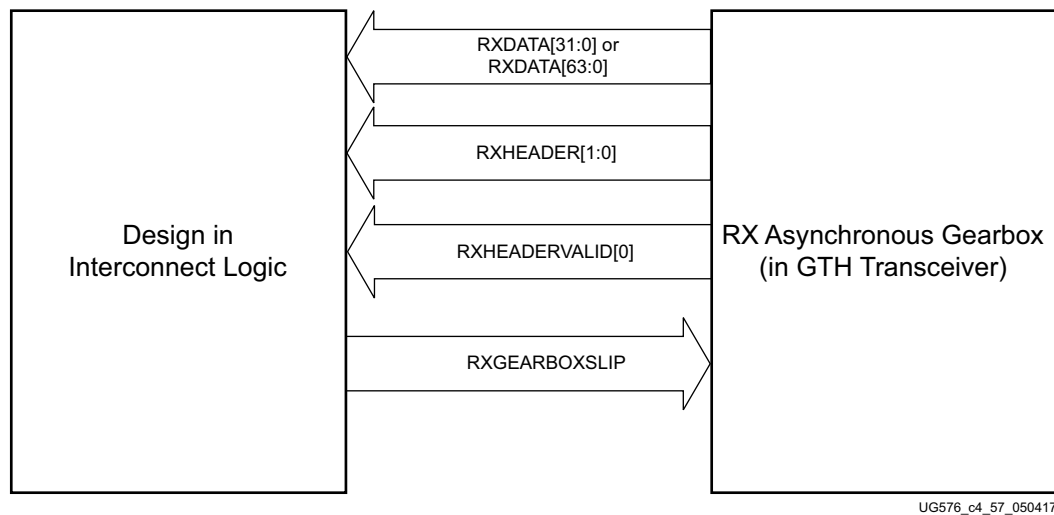 RXDATA[31:0] or
RXDATA[63:0]
RXHEADER[1:0]
Design in
Interconnect Logic
RXHEADERVALID[0]
RX Asynchronous Gearbox
(in GTH Transceiver)
RXGEARBOXSLIP
UG576_c4_57_050417